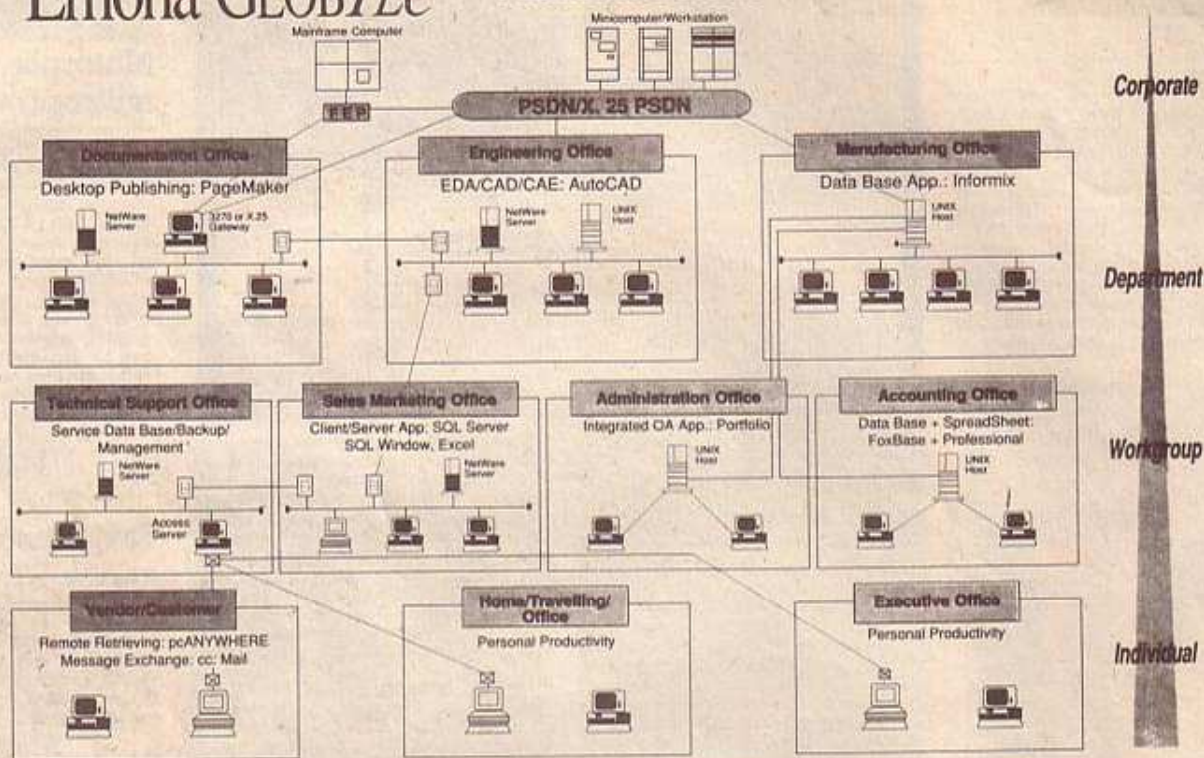 Emona GLOBYLe
Mainframe Computer
Minicomputer/Workstation
FEP
PSDN/X. 25 PSDN
Corporate
Documentation Office
Desktop Publishing: PageMaker
NetWare
Server
3270 or X.25
Gateway
Engineering Office
EDA/CAD/CAE: AutoCAD
NetWare
Server
UNIX
Host
Manufacturing Office
Data Base App.: Informix
UNIX
Host
Department
Technical Support Office
Service Data Base/Backup/
Management
NetWare
Server
Access
Server
Sales Marketing Office
Client/Server App: SQL Server
SQL Window, Excel
NetWare
Server
Administration Office
Integrated OA App.: Portfolio
UNIX
Host
Accounting Office
Data Base + SpreadSheet:
FoxBase + Professional
UNIX
Host
Workgroup
Vendor/Customer
Remote Retrieving: pcANYWHERE
Message Exchange: cc: Mail
Home/Travelling/
Office
Personal Productivity
Executive Office
Personal Productivity
Individual